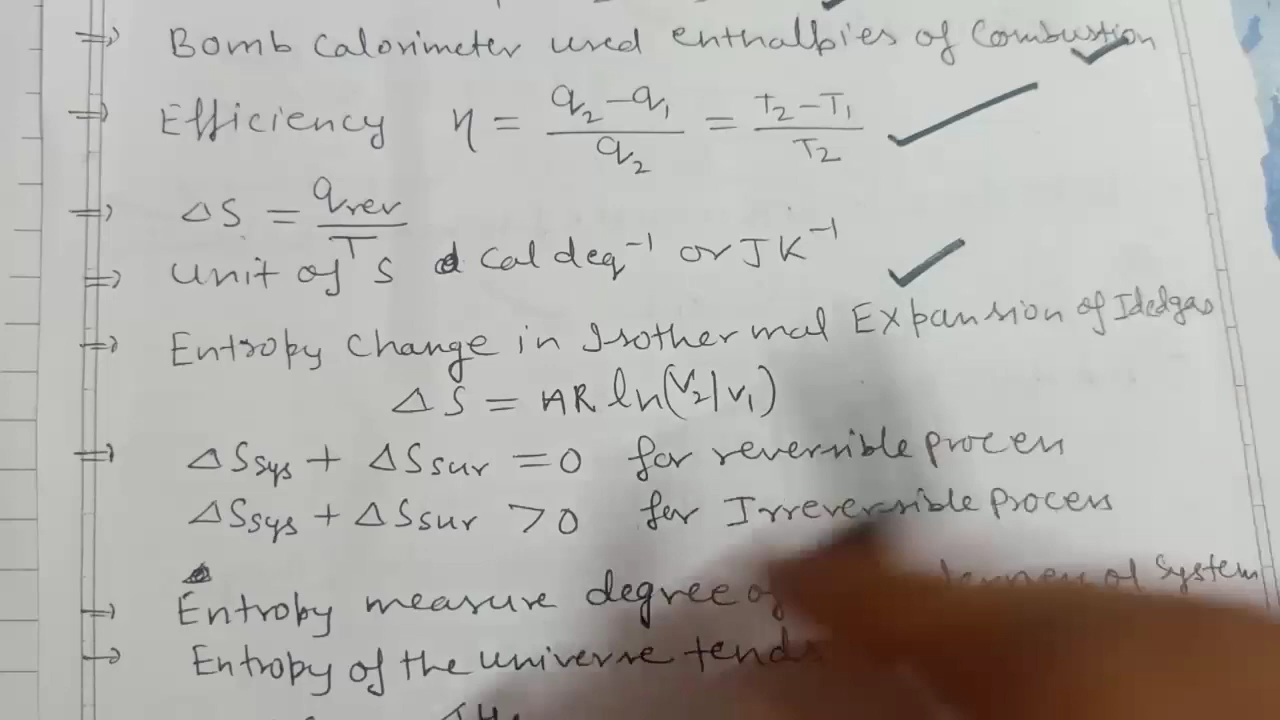 ⇒ Bomb Calorimeter used enthalpies of Combustion ✓
⇒ Efficiency η = q₂-q₁/q₂ = T₂-T₁/T₂ ✓
⇒ ΔS = qrev/T
⇒ Unit of S Cal deg⁻¹ or JK⁻¹ ✓
⇒ Entropy Change in Isothermal Expansion of Idealgas
ΔS = nR ln(V₂/V₁)
⇒ ΔSsys + ΔSsur = 0 for reversible process
ΔSsys + ΔSsur > 0 for Irreversible process
⇒ Entropy measure degree of system
⇒ Entropy of the universe tends